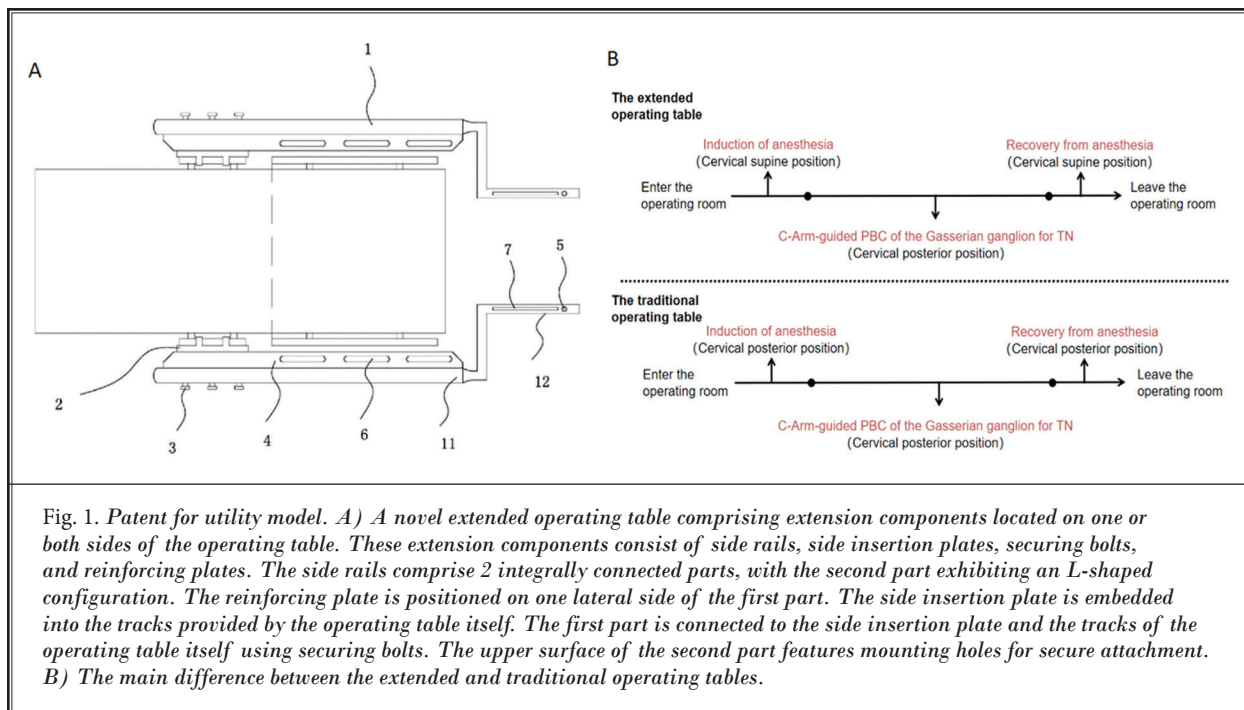 A
1
2
3
4
6
11
7
5
12
B
The extended
operating table
Induction of anesthesia
(Cervical supine position)
Recovery from anesthesia
(Cervical supine position)
Enter the
operating room
Leave the
operating room
C-Arm-guided PBC of the Gasserian ganglion for TN
(Cervical posterior position)
The traditional
operating table
Induction of anesthesia
(Cervical posterior position)
Recovery from anesthesia
(Cervical posterior position)
Enter the
operating room
Leave the
operating room
C-Arm-guided PBC of the Gasserian ganglion for TN
(Cervical posterior position)
Fig. 1. Patent for utility model. A) A novel extended operating table comprising extension components located on one or
both sides of the operating table. These extension components consist of side rails, side insertion plates, securing bolts,
and reinforcing plates. The side rails comprise 2 integrally connected parts, with the second part exhibiting an L-shaped
configuration. The reinforcing plate is positioned on one lateral side of the first part. The side insertion plate is embedded
into the tracks provided by the operating table itself. The first part is connected to the side insertion plate and the tracks of the
operating table itself using securing bolts. The upper surface of the second part features mounting holes for secure attachment.
B) The main difference between the extended and traditional operating tables.